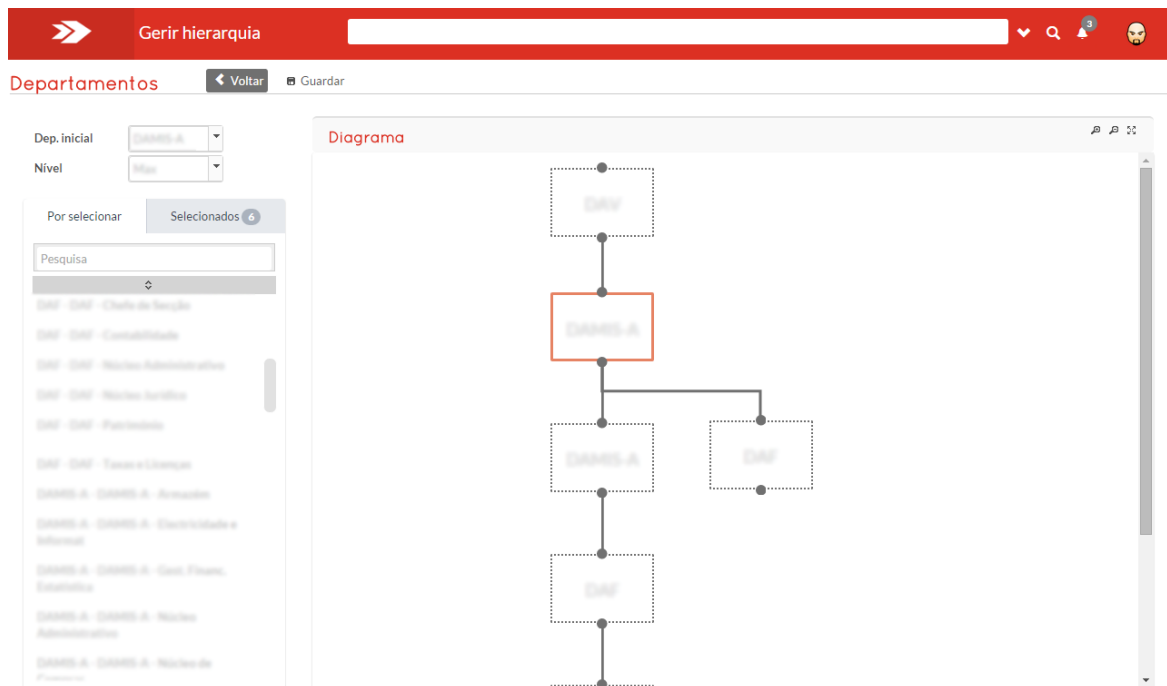 Gerir hierarquia
3
Departamentos
Voltar
Guardar
Dep. inicial
DAMIS-A
Nível
Max
Por selecionar
Selecionados 6
Pesquisa
Diagrama
DAV
DAMIS-A
DAMIS-A
DAF
DAF
DAF - DAF - Chefe de Secção
DAF - DAF - Contabilidade
DAF - DAF - Núcleo Administrativo
DAF - DAF - Núcleo Jurídico
DAF - DAF - Património
DAF - DAF - Taxas e Licenças
DAMIS-A - DAMIS-A - Armazém
DAMIS-A - DAMIS-A - Electricidade e
DAMIS-A - DAMIS-A - Gest. Financ.
Estatística
DAMIS-A - DAMIS-A - Núcleo
Administrativo
DAMIS-A - DAMIS-A - Núcleo de